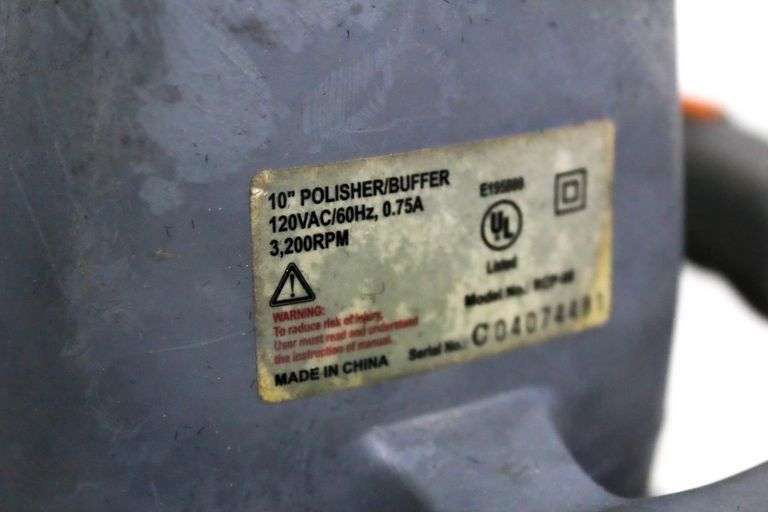 10" POLISHER/BUFFER
120VAC/60Hz, 0.75A
3,200RPM
UL
Listed
Model No.:
WARNING:
To reduce risk of injury,
User must read and understand
the instruction of manual.
MADE IN CHINA
Serial No.: